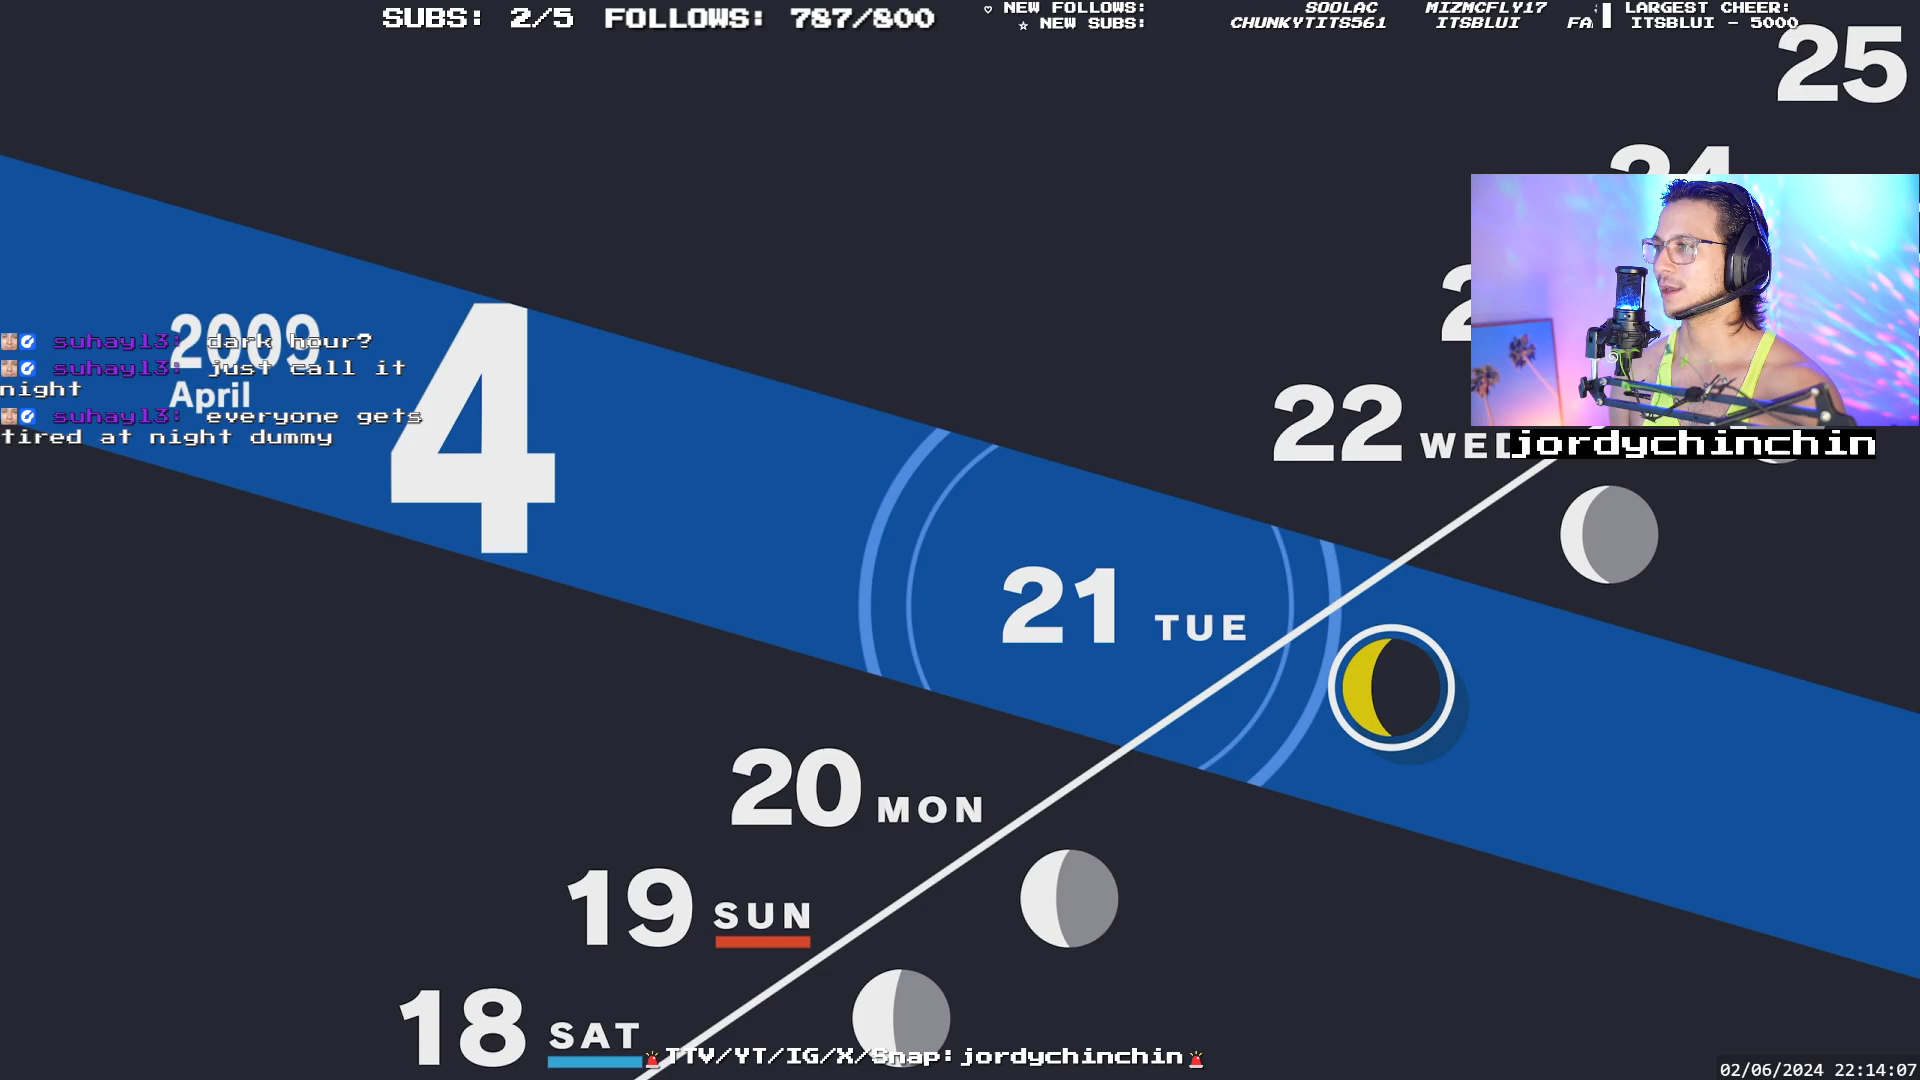 SUBS: 2/5 FOLLOWS: 787/800
♡ NEW FOLLOWS: SOOLAC MIZMCFLY17
☆ NEW SUBS: CHUNKYTITS561 ITSBLUI FA
LARGEST CHEER:
ITSBLUI - 5000
25
24
22 WED
jordychinchin
2009
April
4
suhayl3: dark hour?
suhayl3: just call it
night
suhayl3: everyone gets
tired at night dummy
21 TUE
20 MON
19 SUN
18 SAT
TTV/YT/IG/X/Snap: jordychinchin
02/06/2024 22:14:07